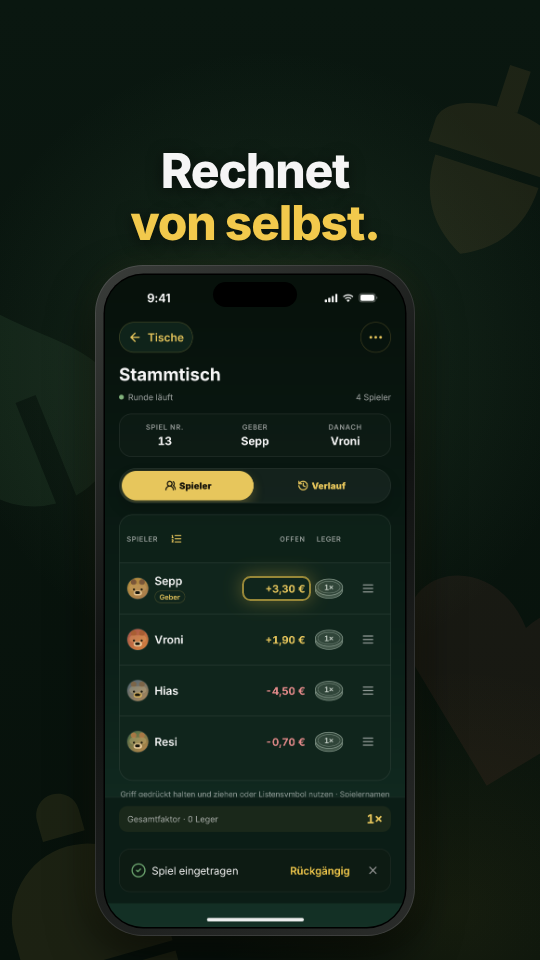 Rechnet
von selbst.
9:41
Tische
Stammtisch
Runde läuft 4 Spieler
SPIEL NR. GEBER DANACH
13 Sepp Vroni
Spieler Verlauf
SPIELER OFFEN LEGER
Sepp +3,30 € 1×
Geber
Vroni +1,90 € 1×
Hias -4,50 € 1×
Resi -0,70 € 1×
Griff gedrückt halten und ziehen oder Listensymbol nutzen · Spielernamen
Gesamtfaktor · 0 Leger 1×
Spiel eingetragen Rückgängig